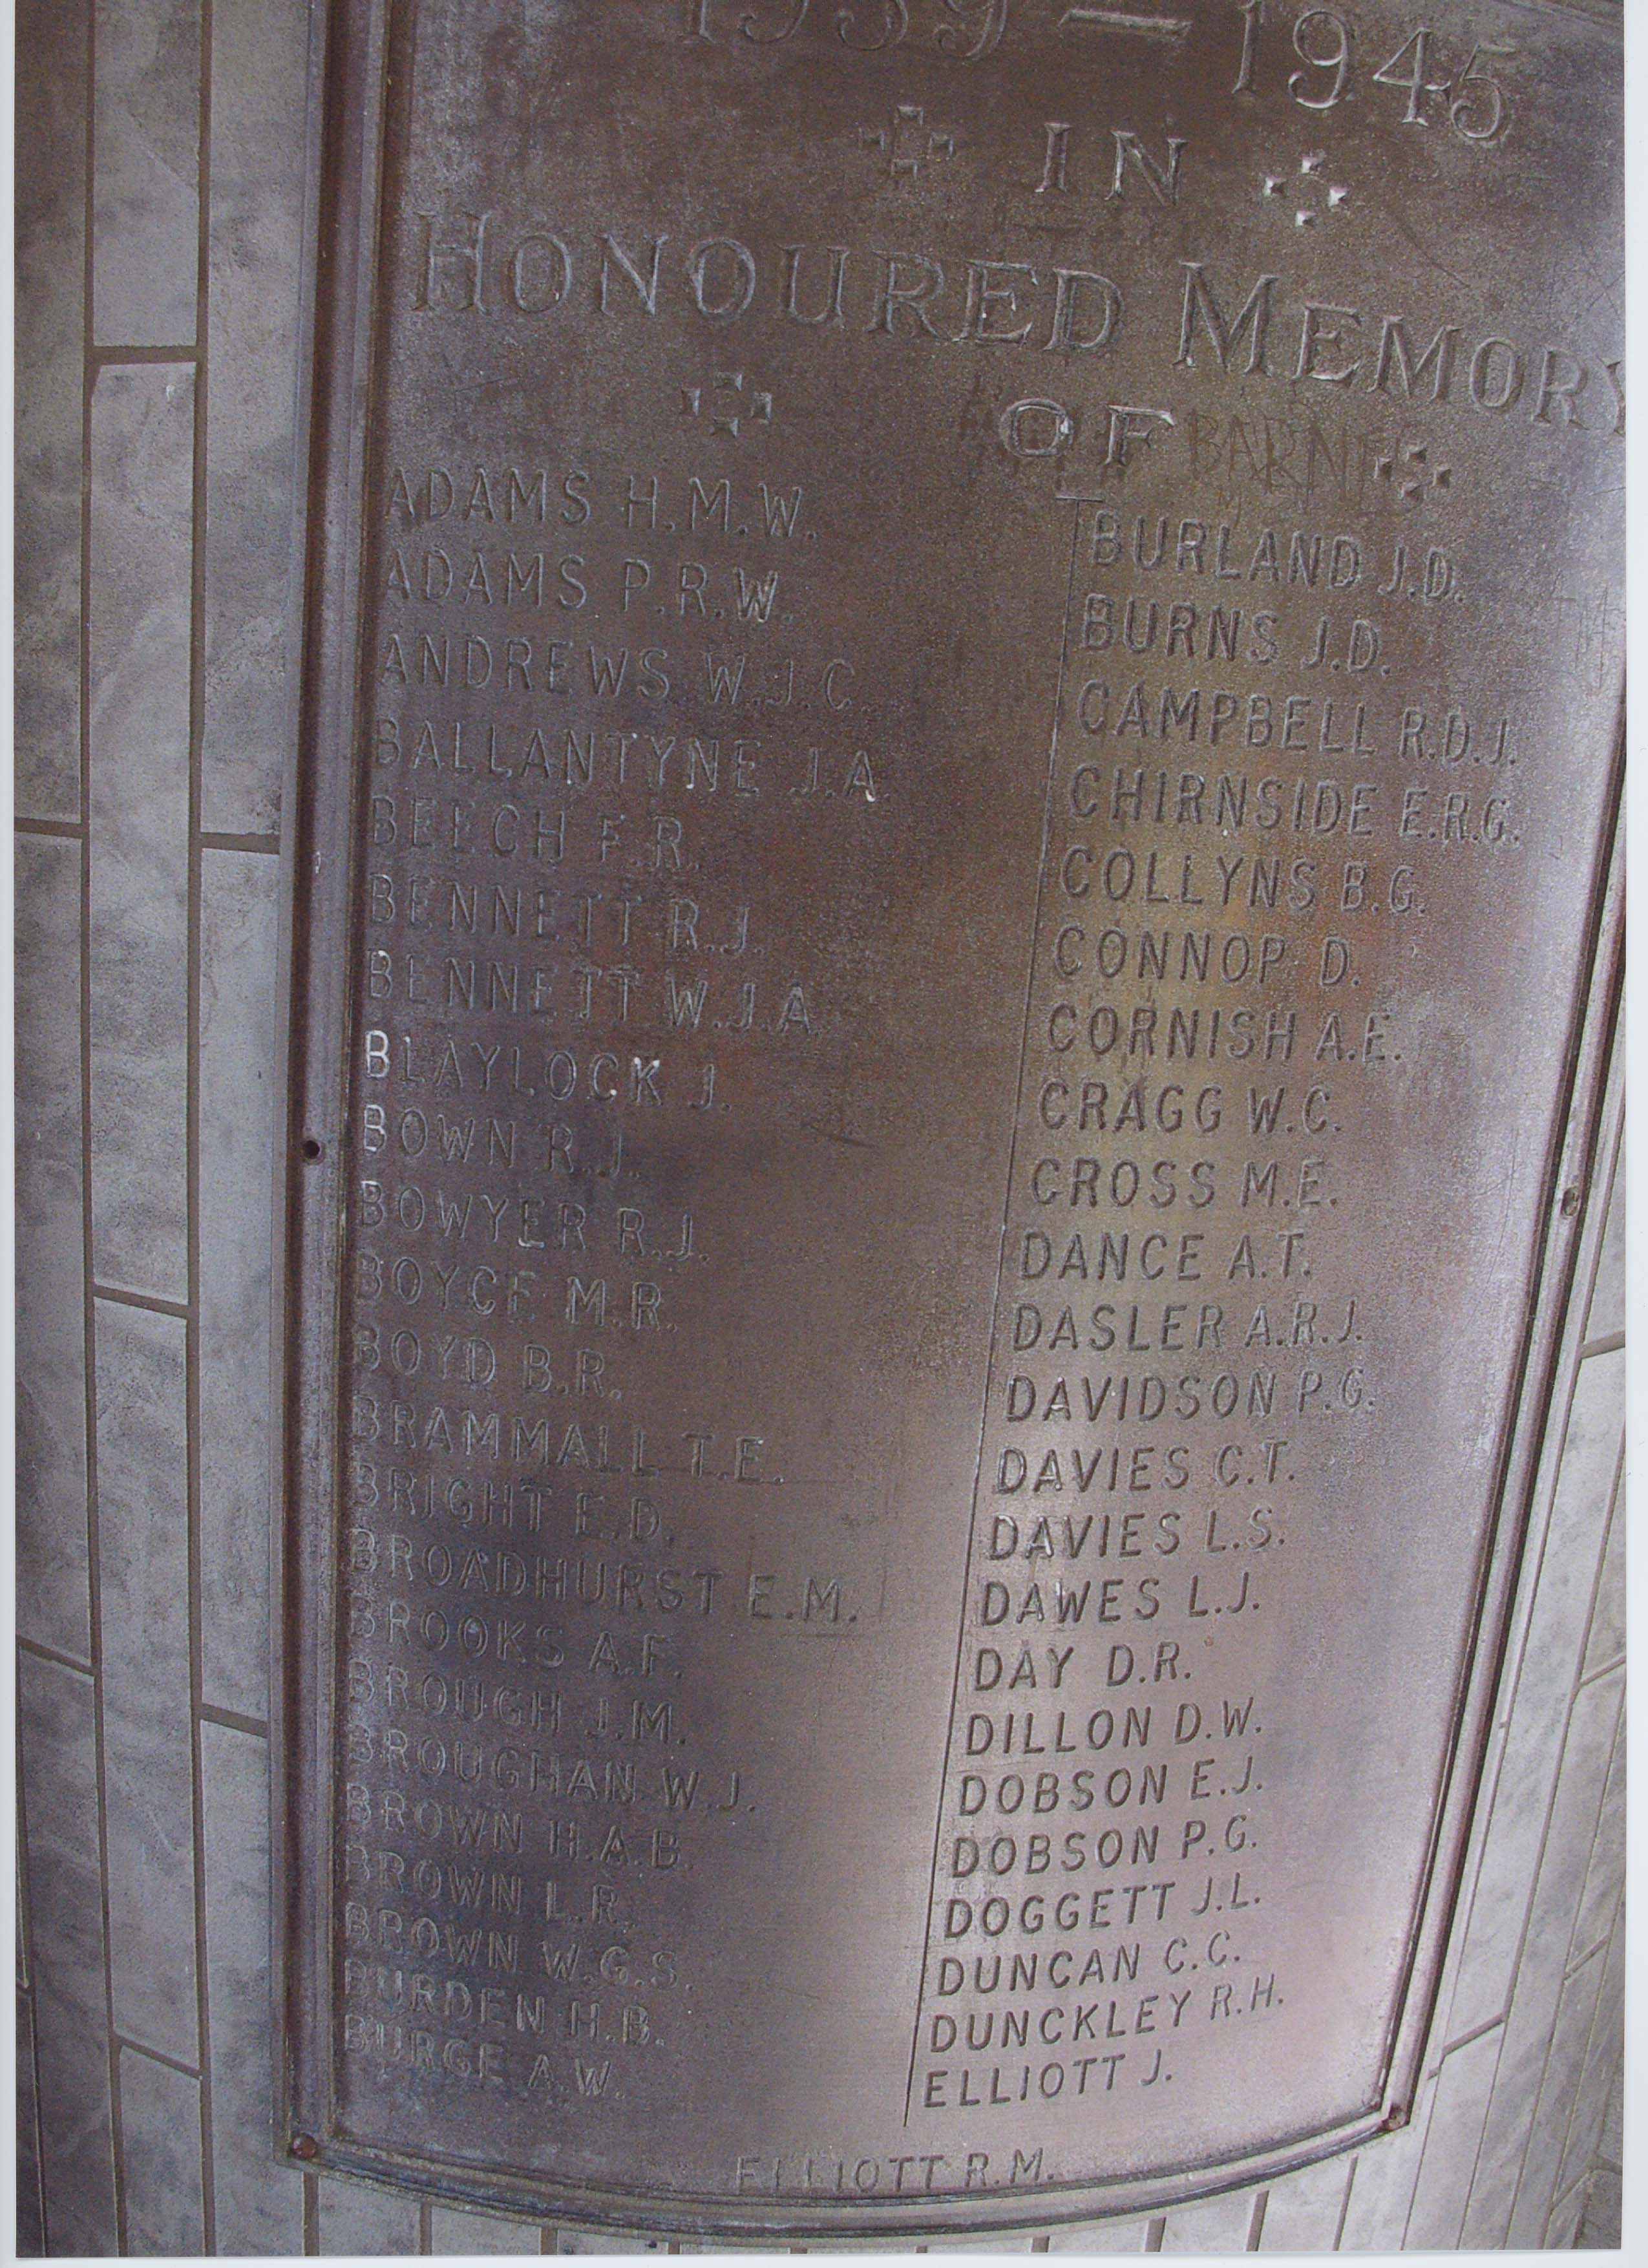 1939 — 1945
IN
HONOURED MEMORY
OF BARNE
ADAMS H.M.W.
ADAMS P.R.W.
ANDREWS W.J.C.
BALLANTYNE J.A.
BEECH F.R.
BENNETT R.J.
BENNETT W.J.A.
BLAYLOCK J.
BOWN R.J.
BOWYER R.J.
BOYCE M.R.
BOYD B.R.
BRAMMALL T.E.
BRIGHT E.D.
BROADHURST E.M.
BROOKS A.F.
BROUGH J.M.
BROUGHAN W.J.
BROWN H.A.B.
BROWN L.R.
BROWN W.G.S.
BURDEN H.B.
BURGE A.W.
BURLAND J.D.
BURNS J.D.
CAMPBELL R.D.J.
CHIRNSIDE E.R.G.
COLLYNS B.G.
CONNOP D.
CORNISH A.E.
CRAGG W.C.
CROSS M.E.
DANCE A.T.
DASLER A.R.J.
DAVIDSON P.G.
DAVIES C.T.
DAVIES L.S.
DAWES L.J.
DAY D.R.
DILLON D.W.
DOBSON E.J.
DOBSON P.G.
DOGGETT J.L.
DUNCAN C.C.
DUNCKLEY R.H.
ELLIOTT J.
ELLIOTT R.M.